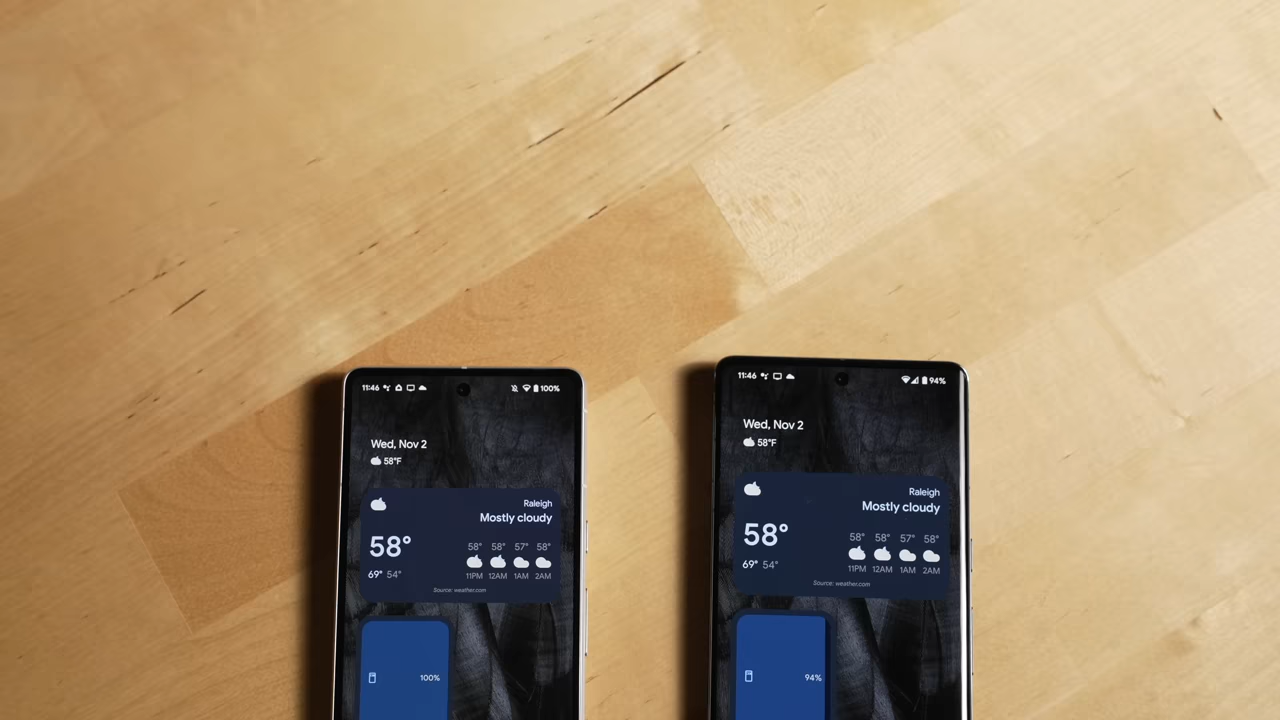 11:46
100%
Wed, Nov 2
58°F
Raleigh
Mostly cloudy
58°
58° 58° 57° 58°
69° 54°
11PM 12AM 1AM 2AM
Source: weather.com
100%
11:46
94%
Wed, Nov 2
58°F
Raleigh
Mostly cloudy
58°
58° 58° 57° 58°
69° 54°
11PM 12AM 1AM 2AM
Source: weather.com
94%